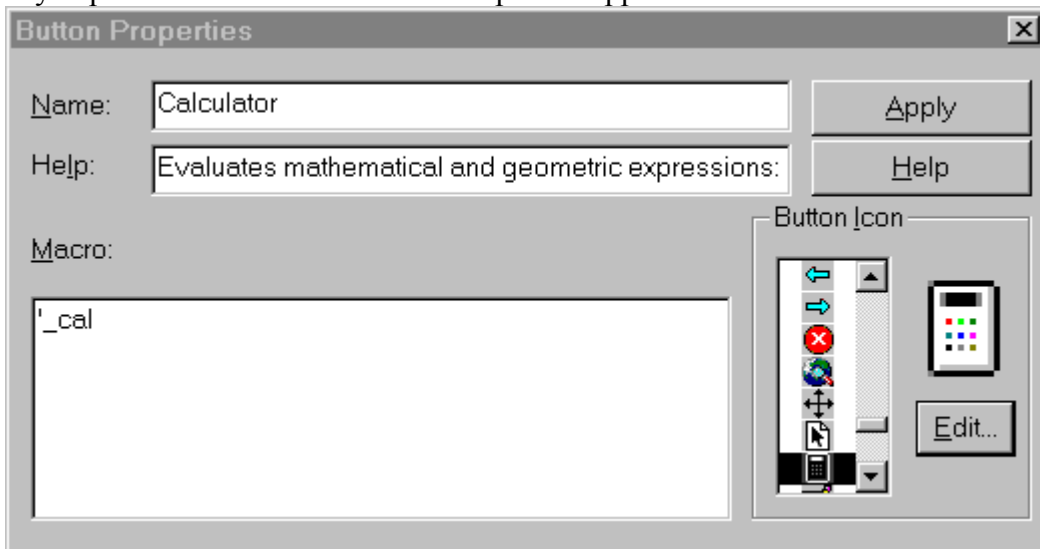 Button Properties
Name:
Calculator
Apply
Help:
Evaluates mathematical and geometric expressions:
Help
Macro:
Button Icon
'_cal
Edit...